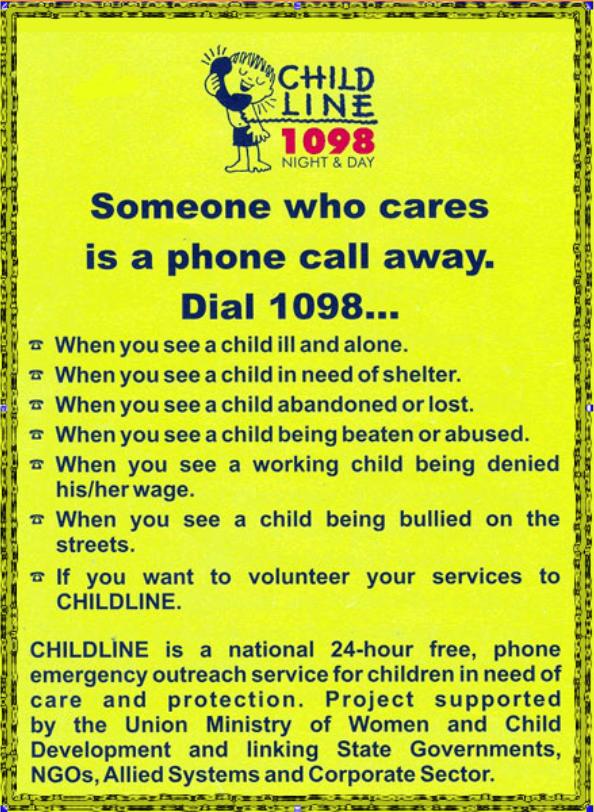 CHILD
LINE
1098
NIGHT & DAY
Someone who cares
is a phone call away.
Dial 1098...
☎ When you see a child ill and alone.
☎ When you see a child in need of shelter.
☎ When you see a child abandoned or lost.
☎ When you see a child being beaten or abused.
☎ When you see a working child being denied
his/her wage.
☎ When you see a child being bullied on the
streets.
☎ If you want to volunteer your services to
CHILDLINE.
CHILDLINE is a national 24-hour free, phone
emergency outreach service for children in need of
care and protection. Project supported
by the Union Ministry of Women and Child
Development and linking State Governments,
NGOs, Allied Systems and Corporate Sector.